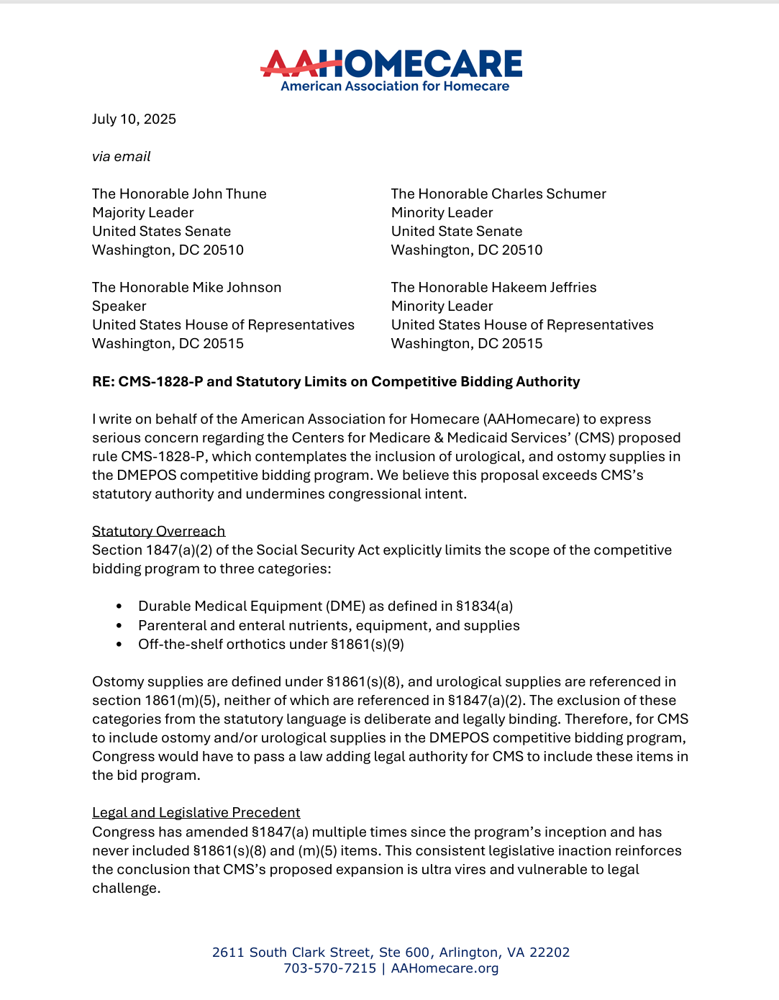 AAHOMECARE
American Association for Homecare
July 10, 2025
via email
The Honorable John Thune
Majority Leader
United States Senate
Washington, DC 20510
The Honorable Charles Schumer
Minority Leader
United State Senate
Washington, DC 20510
The Honorable Mike Johnson
Speaker
United States House of Representatives
Washington, DC 20515
The Honorable Hakeem Jeffries
Minority Leader
United States House of Representatives
Washington, DC 20515
RE: CMS-1828-P and Statutory Limits on Competitive Bidding Authority
I write on behalf of the American Association for Homecare (AAHomecare) to express
serious concern regarding the Centers for Medicare & Medicaid Services’ (CMS) proposed
rule CMS-1828-P, which contemplates the inclusion of urological, and ostomy supplies in
the DMEPOS competitive bidding program. We believe this proposal exceeds CMS’s
statutory authority and undermines congressional intent.
Statutory Overreach
Section 1847(a)(2) of the Social Security Act explicitly limits the scope of the competitive
bidding program to three categories:
• Durable Medical Equipment (DME) as defined in §1834(a)
• Parenteral and enteral nutrients, equipment, and supplies
• Off-the-shelf orthotics under §1861(s)(9)
Ostomy supplies are defined under §1861(s)(8), and urological supplies are referenced in
section 1861(m)(5), neither of which are referenced in §1847(a)(2). The exclusion of these
categories from the statutory language is deliberate and legally binding. Therefore, for CMS
to include ostomy and/or urological supplies in the DMEPOS competitive bidding program,
Congress would have to pass a law adding legal authority for CMS to include these items in
the bid program.
Legal and Legislative Precedent
Congress has amended §1847(a) multiple times since the program’s inception and has
never included §1861(s)(8) and (m)(5) items. This consistent legislative inaction reinforces
the conclusion that CMS’s proposed expansion is ultra vires and vulnerable to legal
challenge.
2611 South Clark Street, Ste 600, Arlington, VA 22202
703-570-7215 | AAHomecare.org